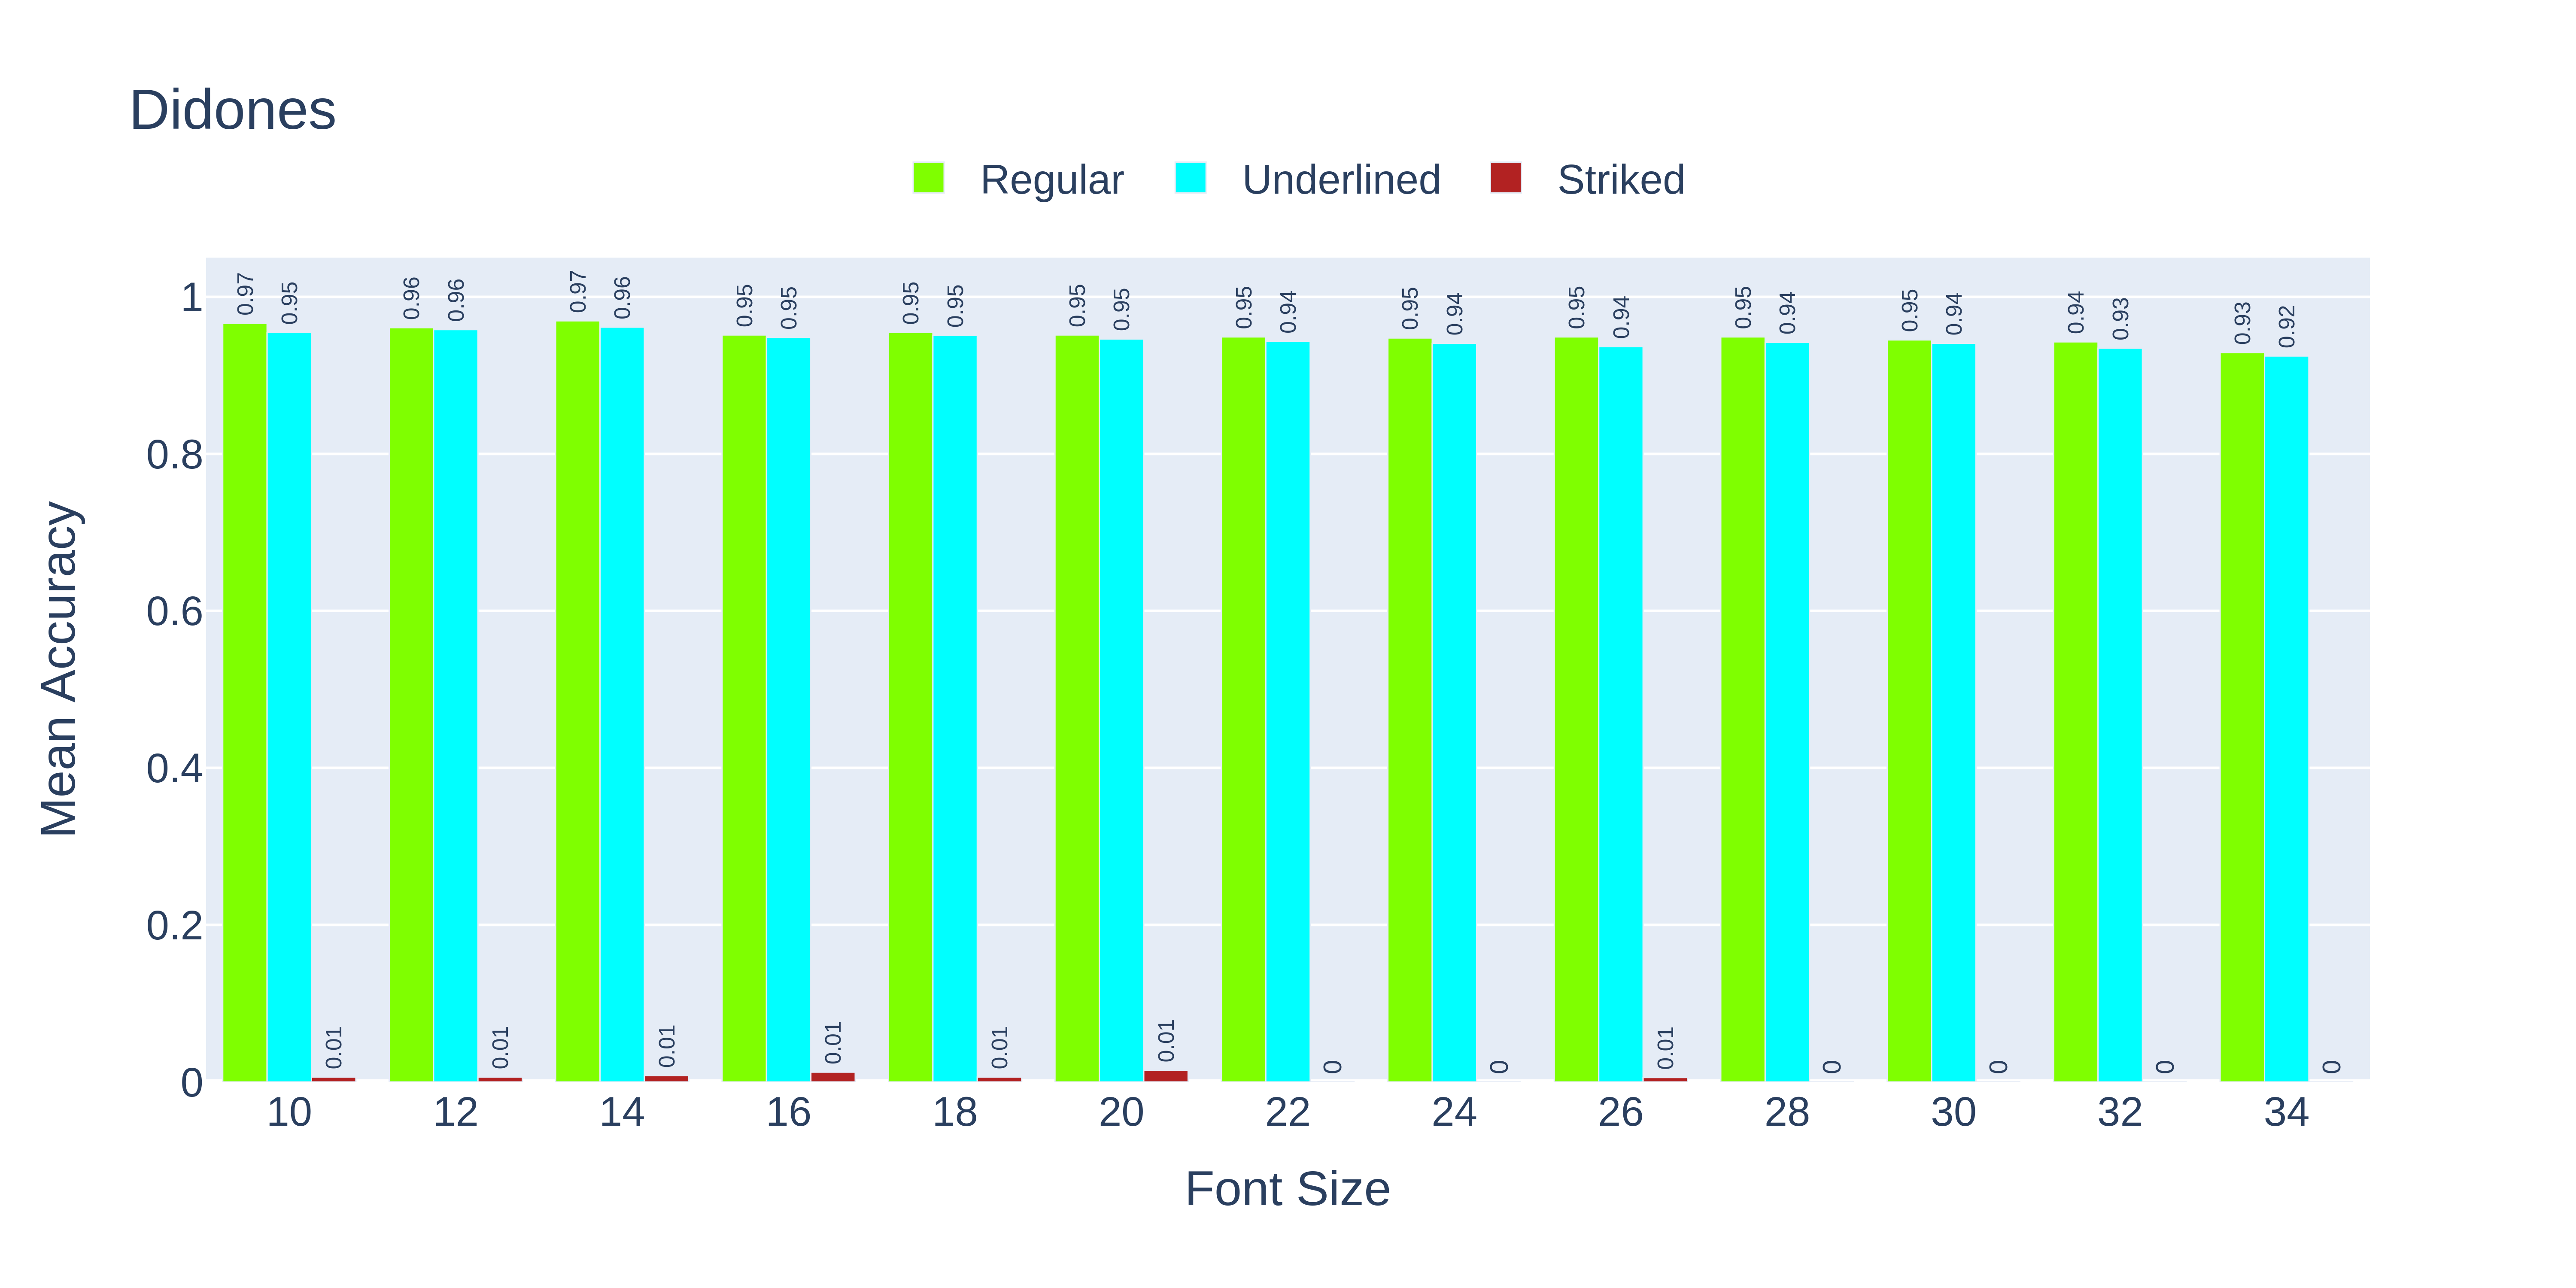 Didones
Regular Underlined Striked
0.97 0.95 0.01 0.96 0.96 0.01 0.97 0.96 0.01 0.95 0.95 0.01 0.95 0.95 0.01 0.95 0.95 0.01 0.95 0.94 0 0.95 0.94 0 0.95 0.94 0.01 0.95 0.94 0 0.95 0.94 0 0.94 0.93 0 0.93 0.92 0
1
0.8
0.6
0.4
0.2
0
Mean Accuracy
10 12 14 16 18 20 22 24 26 28 30 32 34
Font Size